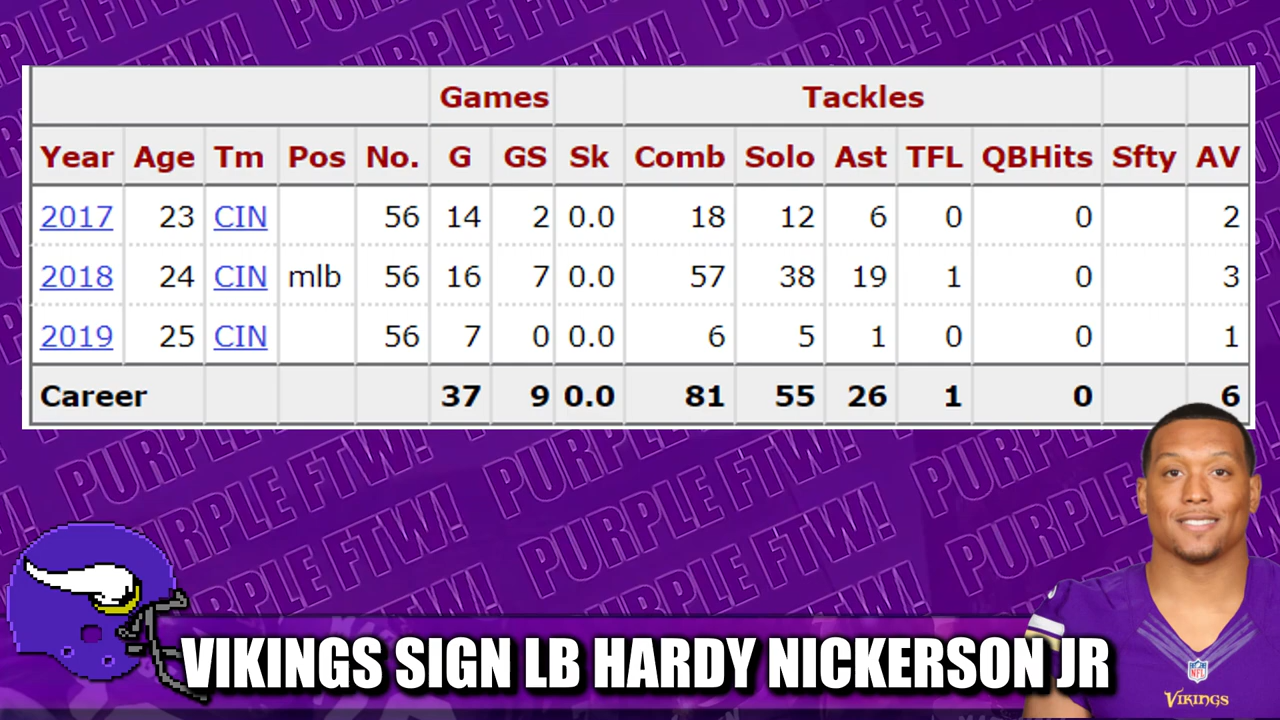 Games Tackles
Year Age Tm Pos No. G GS Sk Comb Solo Ast TFL QBHits Sfty AV
2017 23 CIN 56 14 2 0.0 18 12 6 0 0 2
2018 24 CIN mlb 56 16 7 0.0 57 38 19 1 0 3
2019 25 CIN 56 7 0 0.0 6 5 1 0 0 1
Career 37 9 0.0 81 55 26 1 0 6
PURPLE FTW!
VIKINGS SIGN LB HARDY NICKERSON JR
NFL
VIKINGS